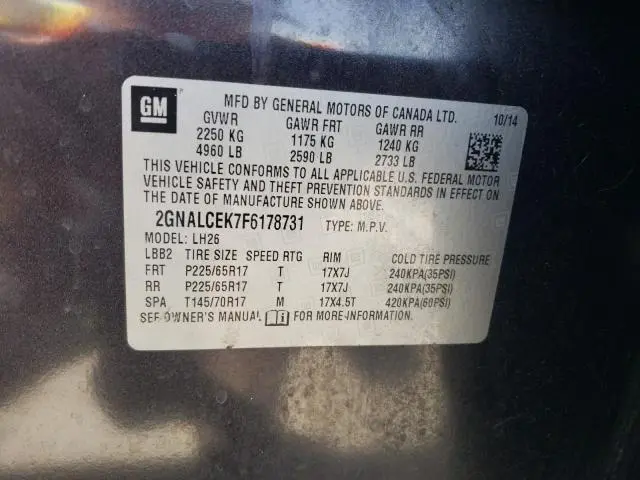 GM
MFD BY GENERAL MOTORS OF CANADA LTD. 10/14
GVWR GAWR FRT GAWR RR
2250 KG 1175 KG 1240 KG
4960 LB 2590 LB 2733 LB
THIS VEHICLE CONFORMS TO ALL APPLICABLE U.S. FEDERAL MOTOR
VEHICLE SAFETY AND THEFT PREVENTION STANDARDS IN EFFECT ON
THE DATE OF MANUFACTURE SHOWN ABOVE.
2GNALCEK7F6178731 TYPE: M.P.V.
MODEL: LH26
LBB2 TIRE SIZE SPEED RTG RIM COLD TIRE PRESSURE
FRT P225/65R17 T 17X7J 240KPA(35PSI)
RR P225/65R17 T 17X7J 240KPA(35PSI)
SPA T145/70R17 M 17X4.5T 420KPA(60PSI)
SEE OWNER'S MANUAL FOR MORE INFORMATION.